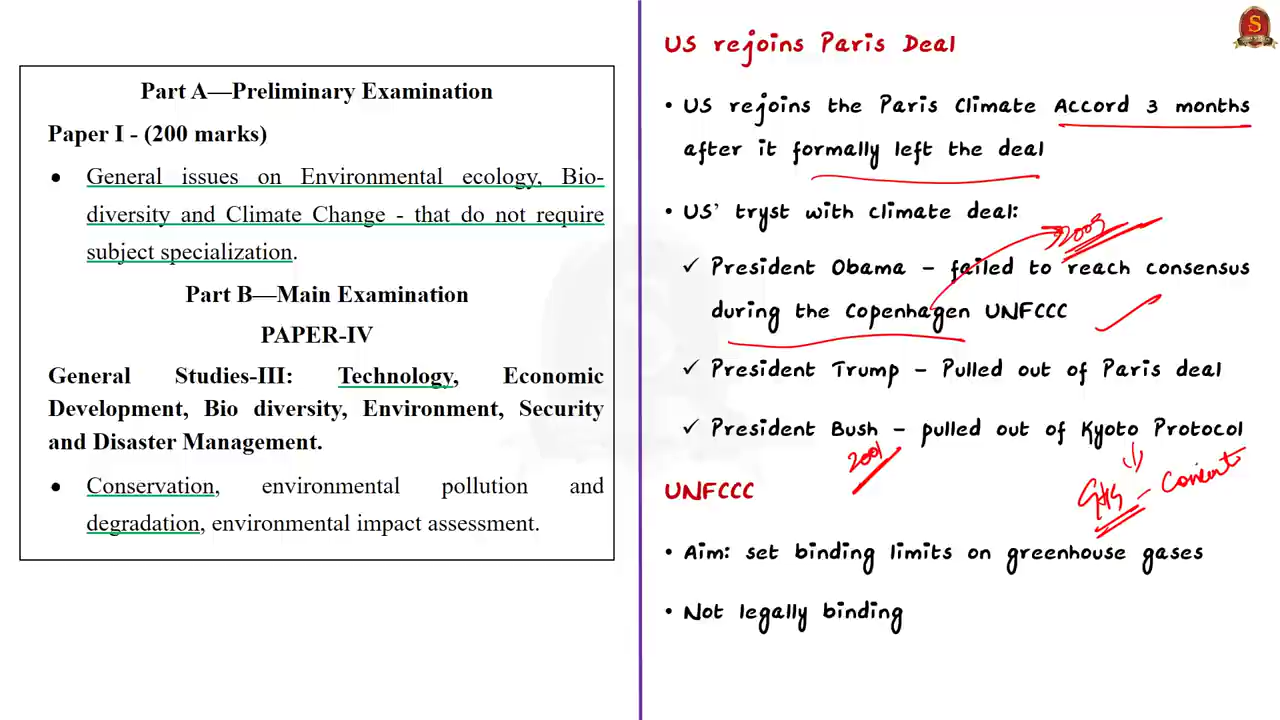 Part A—Preliminary Examination
Paper I - (200 marks)
● General issues on Environmental ecology, Bio-
diversity and Climate Change - that do not require
subject specialization.
Part B—Main Examination
PAPER-IV
General Studies-III: Technology, Economic
Development, Bio diversity, Environment, Security
and Disaster Management.
● Conservation, environmental pollution and
degradation, environmental impact assessment.
S
US rejoins Paris Deal
• US rejoins the Paris Climate Accord 3 months
after it formally left the deal
• US' tryst with climate deal:
2009
✓ President Obama – failed to reach consensus
during the Copenhagen UNFCCC
✓ President Trump – Pulled out of Paris deal
✓ President Bush – pulled out of Kyoto Protocol
2001
UNFCCC
• Aim: set binding limits on greenhouse gases
• Not legally binding